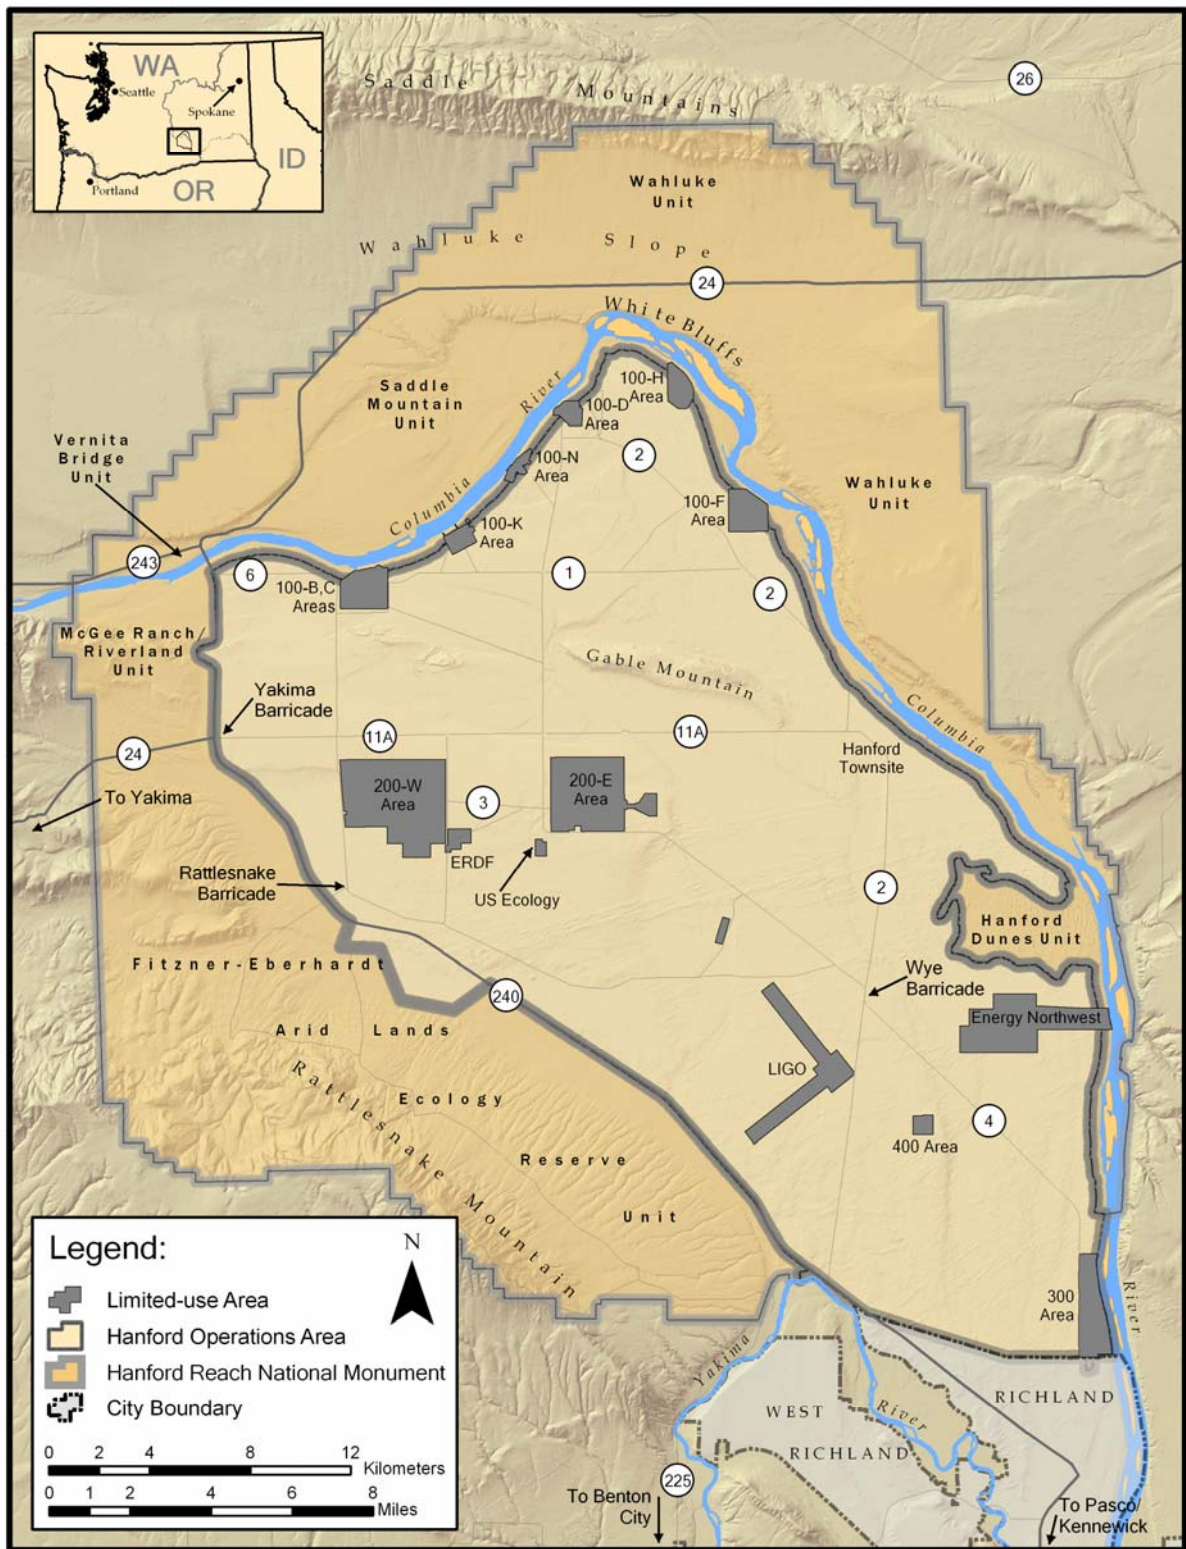 WA
Seattle
Spokane
ID
Portland
OR
Saddle Mountains
26
Wahluke
Unit
Wahluke Slope
24
White Bluffs
Saddle
Mountain
Unit
River
100-H
Area
100-D
Area
2
Vernita
Bridge
Unit
100-N
Area
Columbia
100-F
Area
Wahluke
Unit
100-K
Area
243
6
100-B,C
Areas
1
2
McGee Ranch/
Riverland
Unit
Gable Mountain
Yakima
Barricade
Columbia
24
11A
11A
Hanford
Townsite
To Yakima
200-W
Area
3
200-E
Area
ERDF
Rattlesnake
Barricade
US Ecology
2
Hanford
Dunes Unit
Fitzner-Eberhardt
Wye
Barricade
240
Energy Northwest
Arid Lands
LIGO
Rattlesnake Mountain
Ecology
4
400 Area
Reserve
Unit
300
Area
River
Legend:
N
Limited-use Area
Hanford Operations Area
Hanford Reach National Monument
City Boundary
0 2 4 8 12
Kilometers
0 1 2 4 6 8
Miles
Yakima
River
RICHLAND
WEST
RICHLAND
225
To Benton
City
To Pasco/
Kennewick